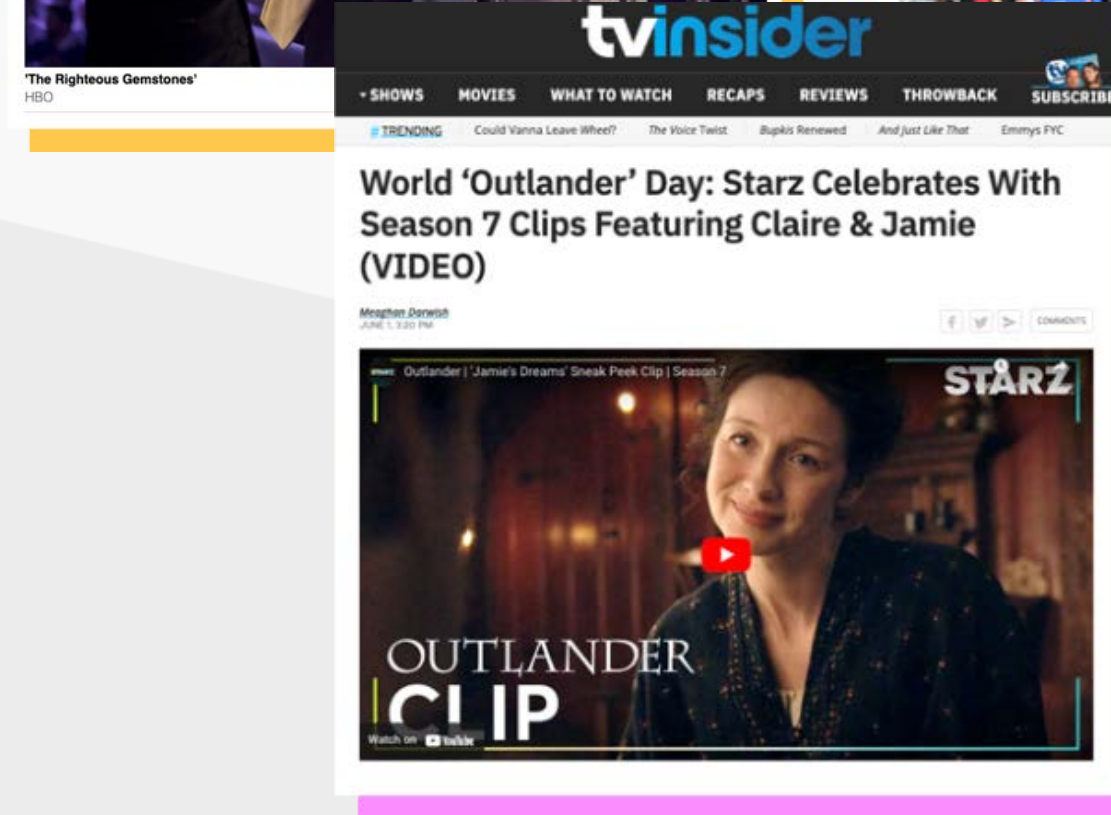 'The Righteous Gemstones'
HBO
tvinsider
SHOWS MOVIES WHAT TO WATCH RECAPS REVIEWS THROWBACK SUBSCRIBE
# TRENDING Could Vanna Leave Wheel? The Voice Twist Bupkis Renewed And Just Like That Emmys FYC
World ‘Outlander’ Day: Starz Celebrates With
Season 7 Clips Featuring Claire & Jamie
(VIDEO)
Meaghan Darwish
JUNE 1, 3:20 PM
COMMENTS
STARZ Outlander | 'Jamie's Dreams' Sneak Peek Clip | Season 7
STARZ
OUTLANDER
CLIP
Watch on YouTube